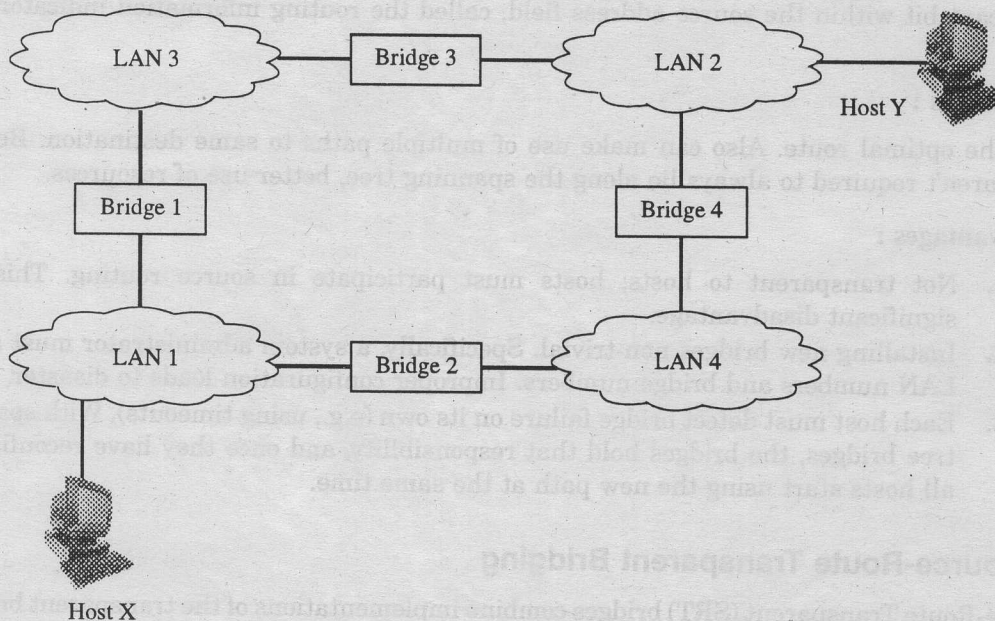 LAN 3
Bridge 3
LAN 2
Host Y
Bridge 1
Bridge 4
LAN 1
Bridge 2
LAN 4
Host X